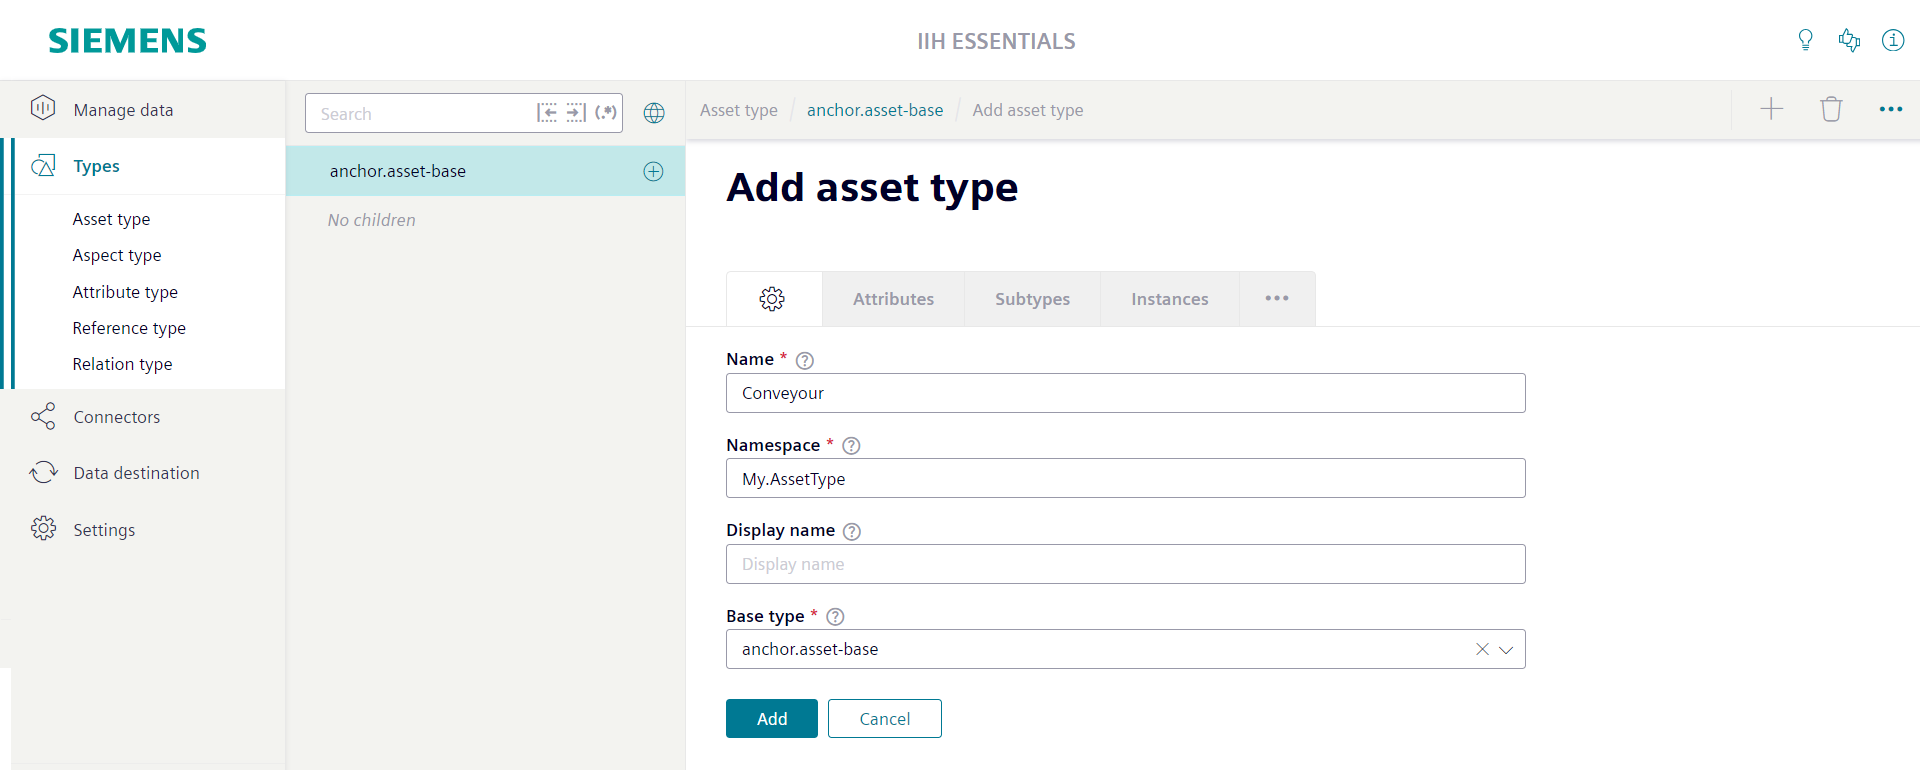 SIEMENS
IIH ESSENTIALS
Manage data
Types
Asset type
Aspect type
Attribute type
Reference type
Relation type
Connectors
Data destination
Settings
Search (.*)
anchor.asset-base
No children
Asset type / anchor.asset-base / Add asset type
Add asset type
Attributes Subtypes Instances
Name *
Conveyour
Namespace *
My.AssetType
Display name
Display name
Base type *
anchor.asset-base
Add Cancel